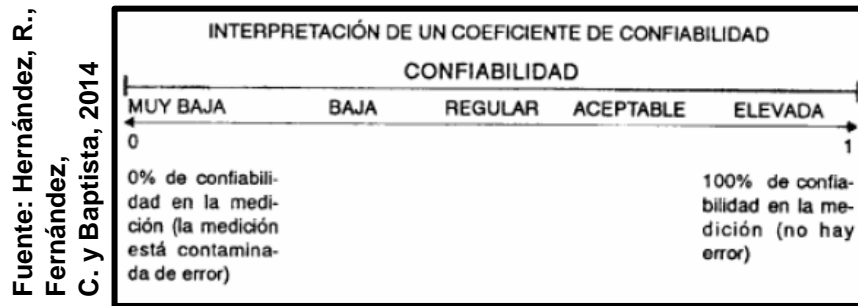 Fuente: Hernández, R.,
Fernández,
C. y Baptista, 2014
INTERPRETACIÓN DE UN COEFICIENTE DE CONFIABILIDAD
CONFIABILIDAD
MUY BAJA BAJA REGULAR ACEPTABLE ELEVADA
0 1
0% de confiabili-
dad en la medi-
ción (la medición
está contamina-
da de error)
100% de confia-
bilidad en la me-
dición (no hay
error)